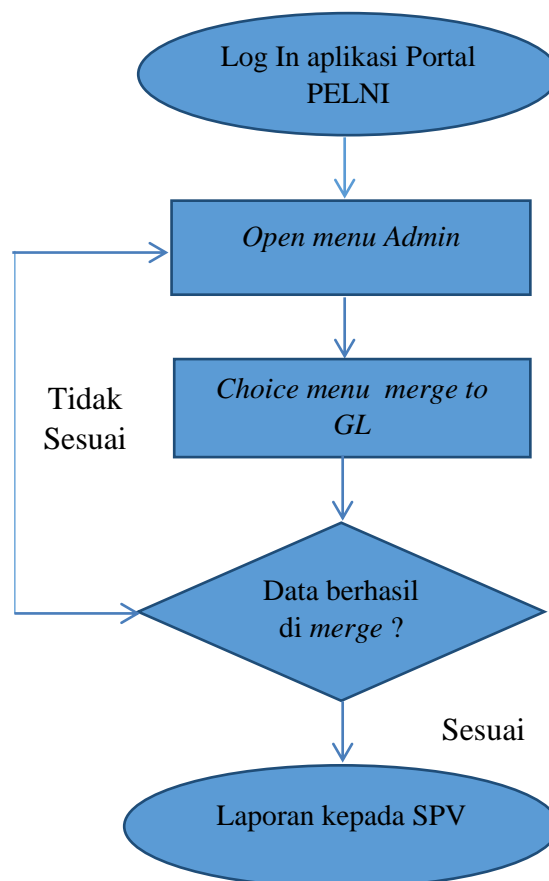 Log In aplikasi Portal
PELNI
Open menu Admin
Choice menu merge to
GL
Tidak
Sesuai
Data berhasil
di merge ?
Sesuai
Laporan kepada SPV